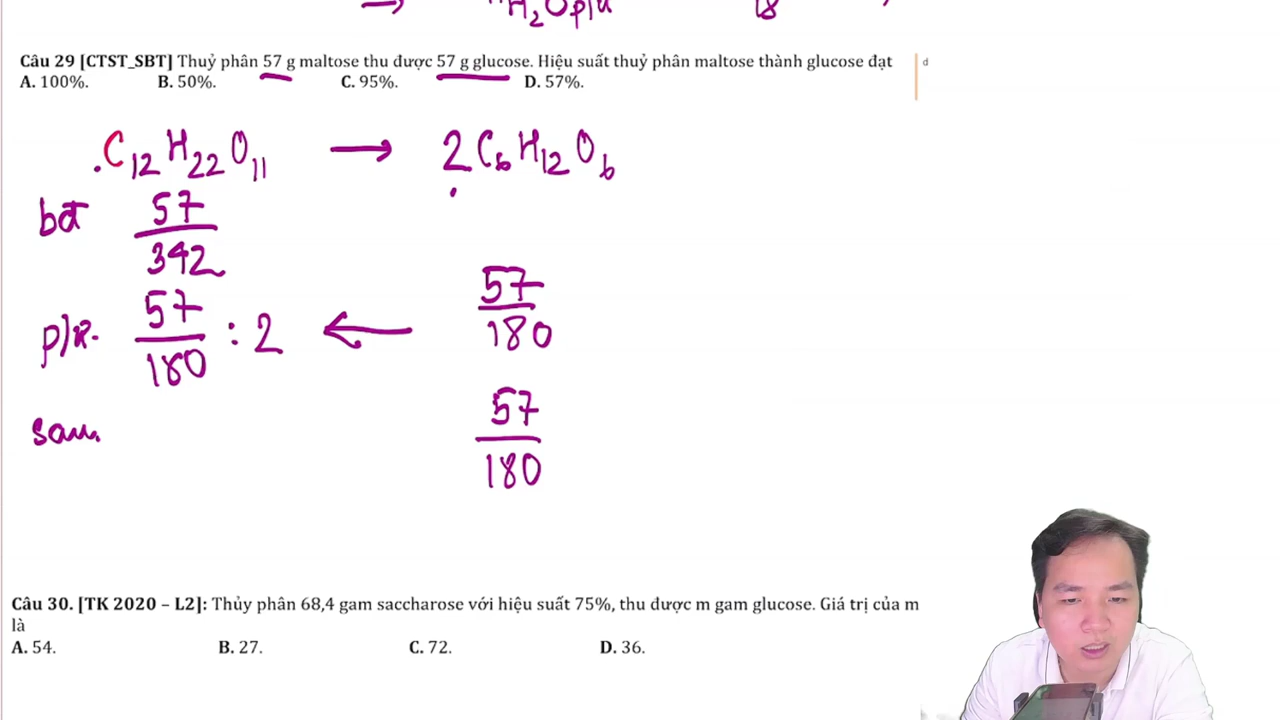 H₂O p/ư 18
Câu 29 [CTST_SBT] Thuỷ phân 57 g maltose thu được 57 g glucose. Hiệu suất thuỷ phân maltose thành glucose đạt
A. 100%. B. 50%. C. 95%. D. 57%.
C₁₂H₂₂O₁₁ → 2C₆H₁₂O₆
bđ 57/342
p/ư 57/180 : 2 ← 57/180
sau 57/180
Câu 30. [TK 2020 – L2]: Thủy phân 68,4 gam saccharose với hiệu suất 75%, thu được m gam glucose. Giá trị của m
là
A. 54. B. 27. C. 72. D. 36.